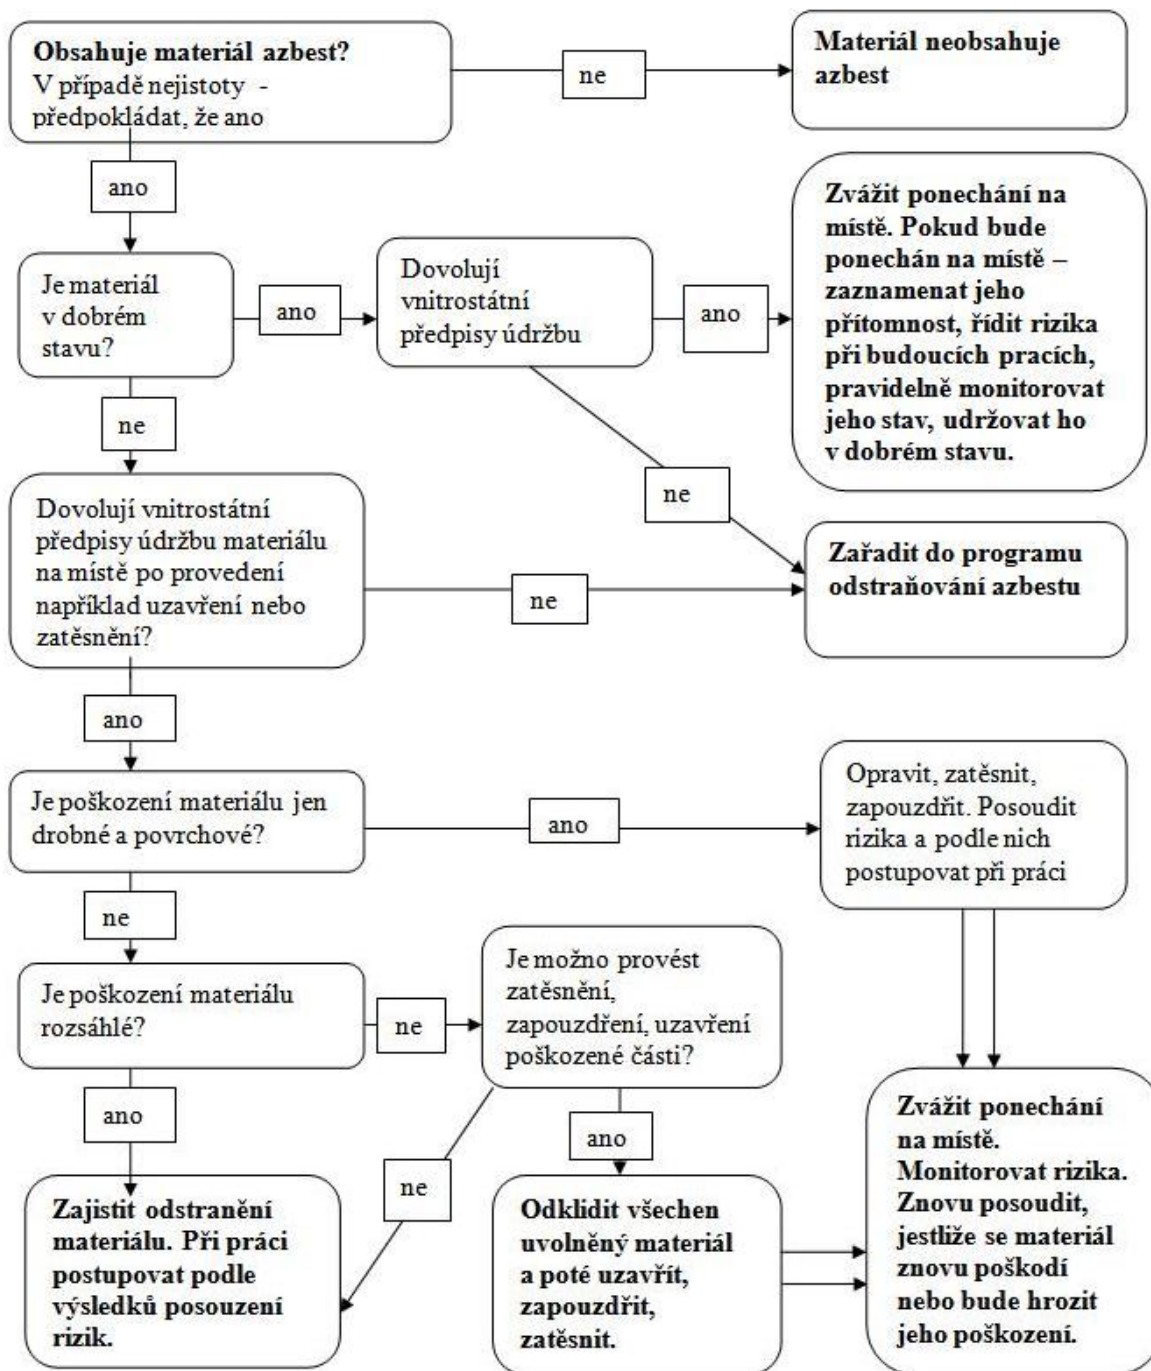 Obsahuje materiál azbest?
V případě nejistoty -
předpokládat, že ano
ne
Materiál neobsahuje
azbest
ano
Zvážit ponechání na
místě. Pokud bude
ponechán na místě –
zaznamenat jeho
přítomnost, řídit rizika
při budoucích pracích,
pravidelně monitorovat
jeho stav, udržovat ho
v dobrém stavu.
Je materiál
v dobrém
stavu?
ano
Dovolují
vnitrostátní
předpisy údržbu
ano
ne
ne
Dovolují vnitrostátní
předpisy údržbu materiálu
na místě po provedení
například uzavření nebo
zatěsnění?
ne
Zařadit do programu
odstraňování azbestu
ano
Je poškození materiálu jen
drobné a povrchové?
ano
Opravit, zatěsnit,
zapouzdřit. Posoudit
rizika a podle nich
postupovat při práci
ne
Je poškození materiálu
rozsáhlé?
ne
Je možno provést
zatěsnění,
zapouzdření, uzavření
poškozené části?
ano
ne
ano
Zajistit odstranění
materiálu. Při práci
postupovat podle
výsledků posouzení
rizik.
Odklidit všechen
uvolněný materiál
a poté uzavřít,
zapouzdřit,
zatěsnit.
Zvážit ponechání
na místě.
Monitorovat rizika.
Znovu posoudit,
jestliže se materiál
znovu poškodí
nebo bude hrozit
jeho poškození.